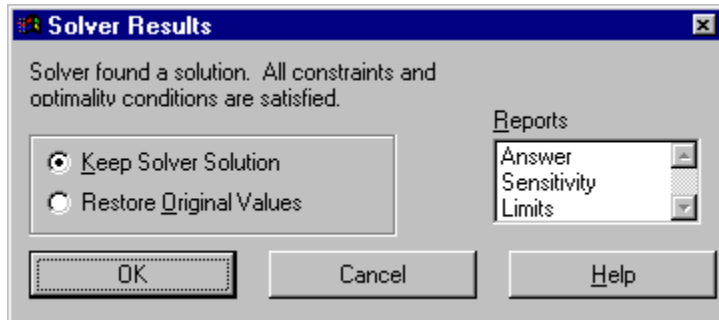 Solver Results
Solver found a solution.  All constraints and
optimality conditions are satisfied.
Reports
Keep Solver Solution
Restore Original Values
Answer
Sensitivity
Limits
OK
Cancel
Help